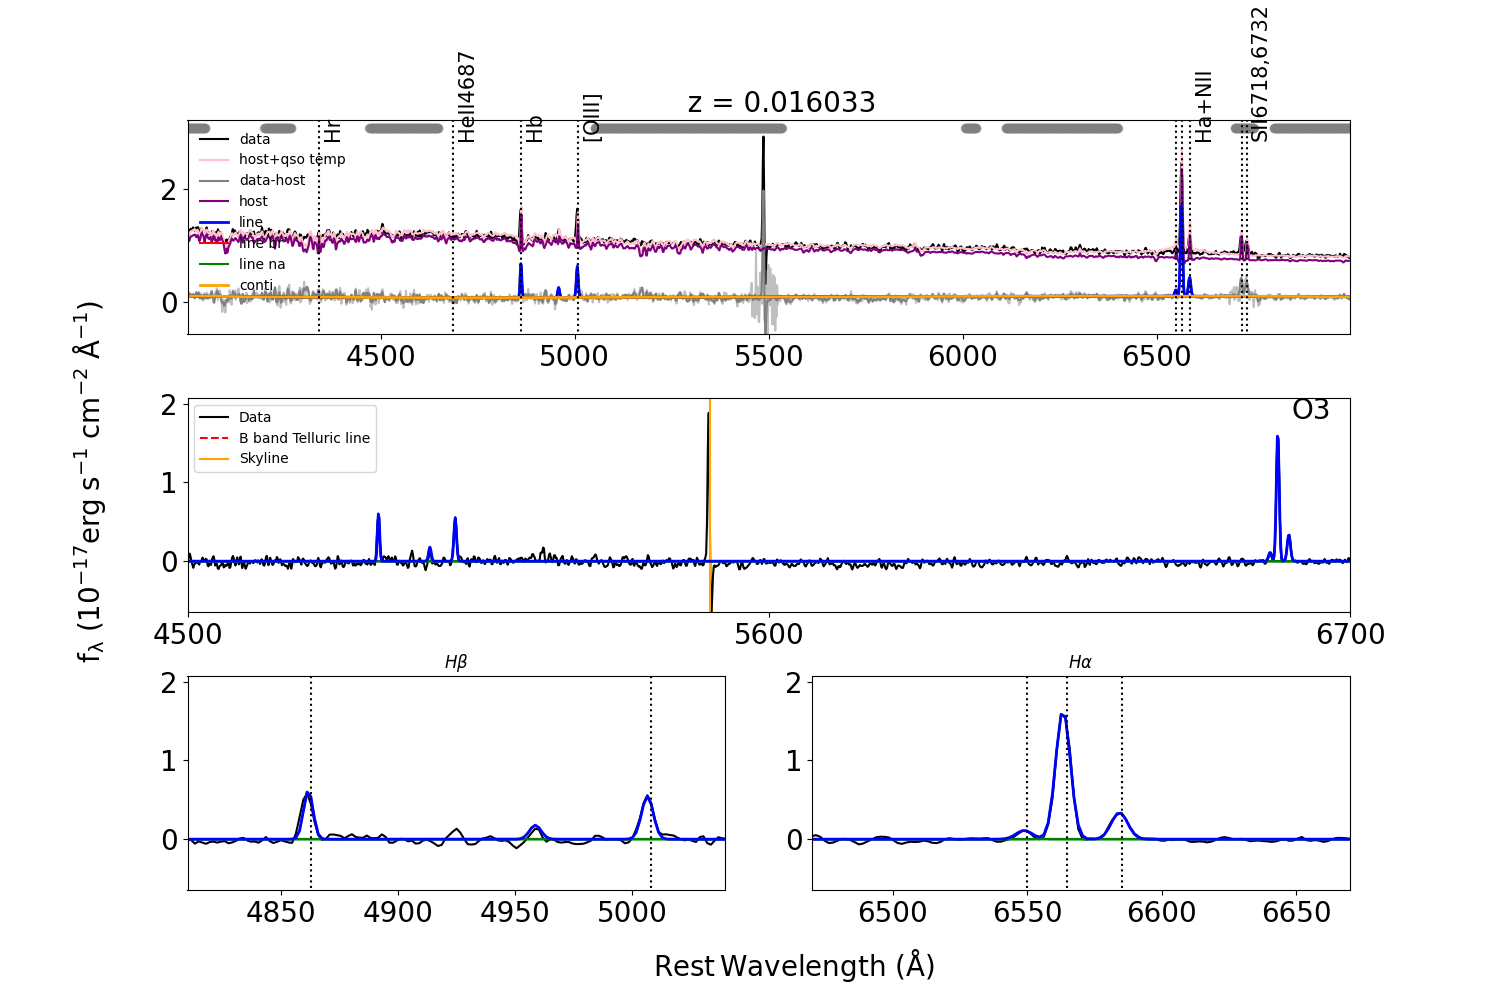 z = 0.016033
Hr
HeII4687
Hb
[OIII]
Ha+NII
SII6718,6732
data
host+qso temp
data-host
host
line
line br
line na
conti
2
0
4500
5000
5500
6000
6500
O3
Data
B band Telluric line
Skyline
2
1
0
4500
5600
6700
fλ (10⁻¹⁷erg s⁻¹ cm⁻² Å⁻¹)
Hβ
2
1
0
4850
4900
4950
5000
Hα
2
1
0
6500
6550
6600
6650
Rest Wavelength (Å)